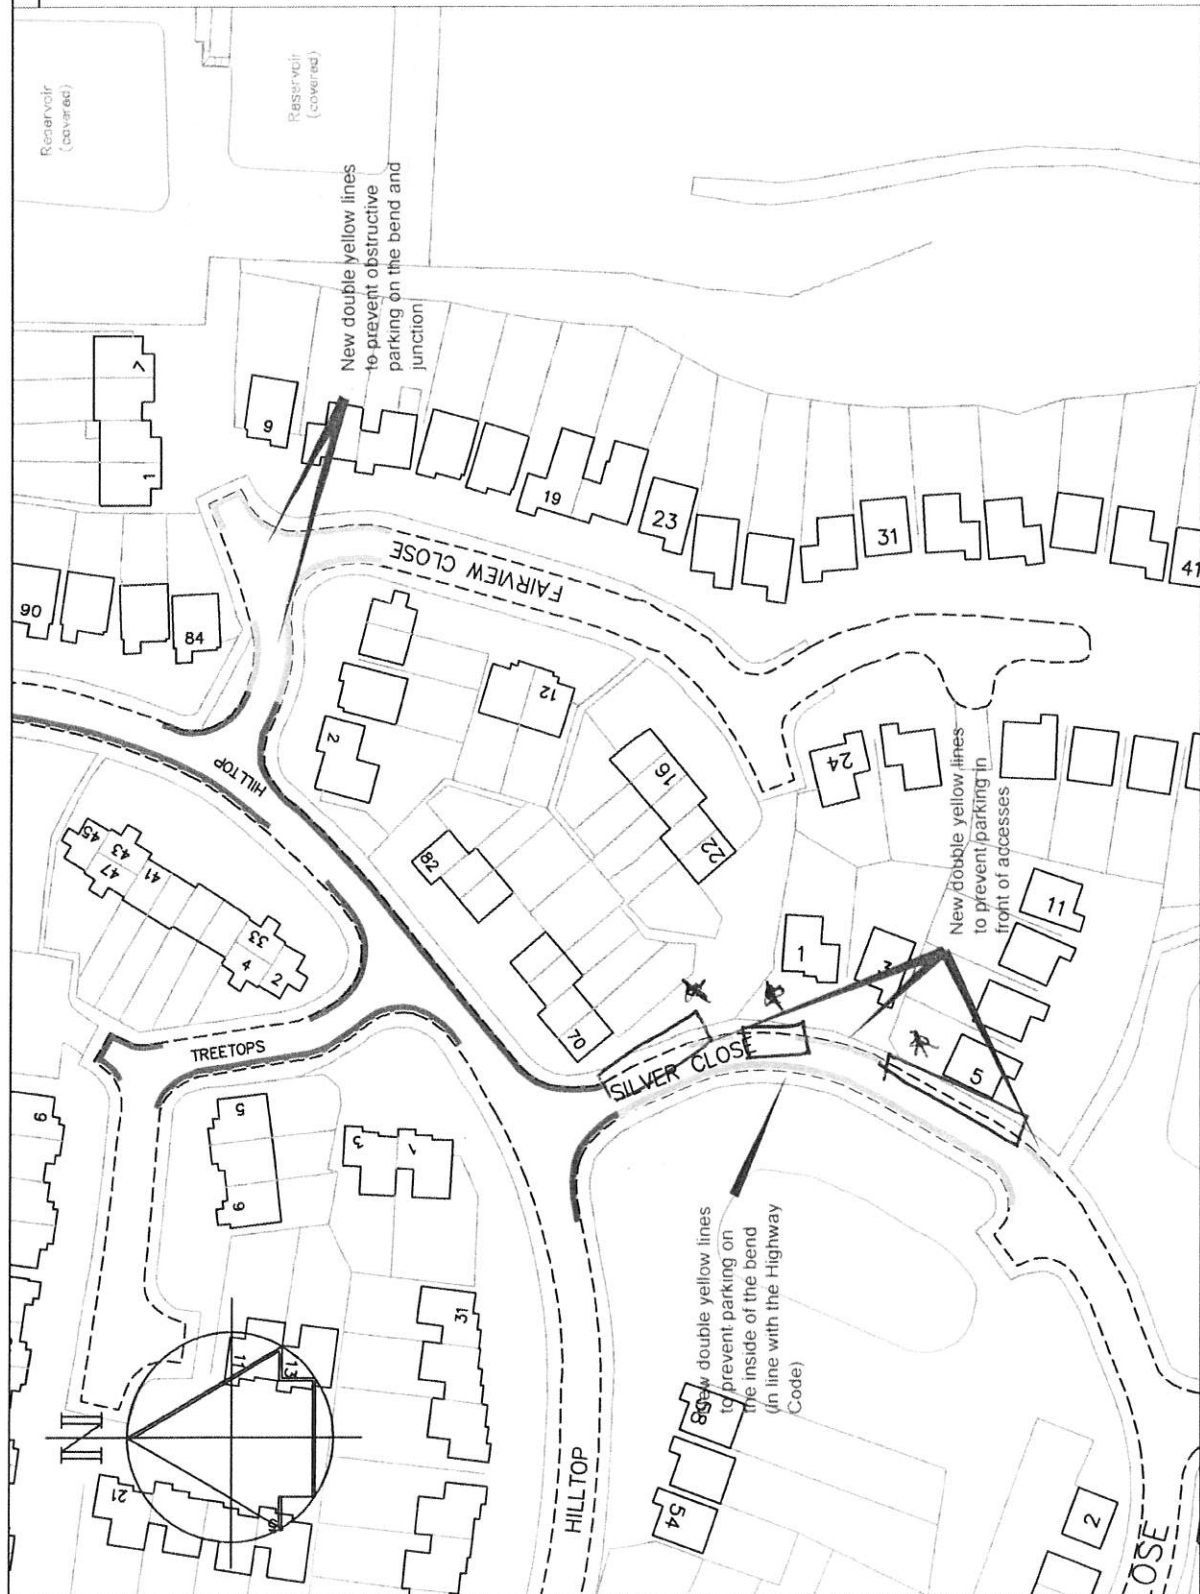 Reservoir
(covered)
Reservoir
(covered)
New double yellow lines
to prevent obstructive
parking on the bend and
junction
1
7
9
90
84
19
23
31
41
FAIRVIEW CLOSE
HILLTOP
2
12
16
22
24
82
70
45
43
47
41
33
4
2
TREETOPS
SILVER CLOSE
1
3
5
11
New double yellow lines
to prevent parking in
front of accesses
9
5
9
3
1
31
11
13
21
N
HILLTOP
New double yellow lines
to prevent parking on
the inside of the bend
(in line with the Highway
Code)
54
2